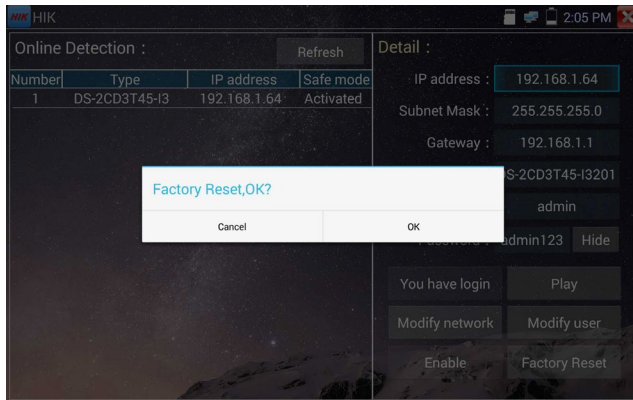 HIK HIK 2:05 PM
Online Detection : Refresh
Number Type IP address Safe mode
1 DS-2CD3T45-I3 192.168.1.64 Activated
Detail :
IP address : 192.168.1.64
Subnet Mask : 255.255.255.0
Gateway : 192.168.1.1
DS-2CD3T45-I3201
admin
Password : admin123 Hide
You have login Play
Modify network Modify user
Enable Factory Reset
Factory Reset,OK?
Cancel OK